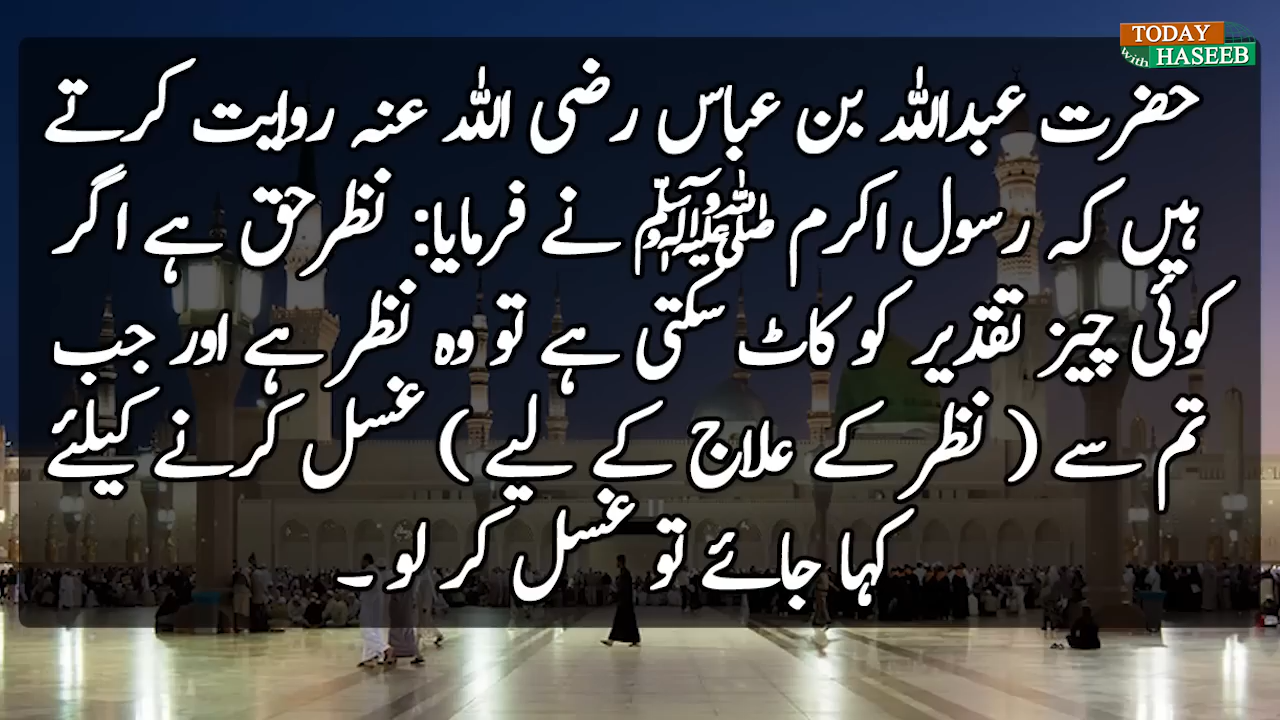 TODAY
with HASEEB
حضرت عبداللہ بن عباس رضی اللہ عنہ روایت کرتے
ہیں کہ رسول اکرم ﷺ نے فرمایا: نظر حق ہے اگر
کوئی چیز تقدیر کو کاٹ سکتی ہے تو وہ نظر ہے اور جب
تم سے (نظر کے علاج کے لیے) غسل کرنے کیلئے
کہا جائے تو غسل کر لو۔